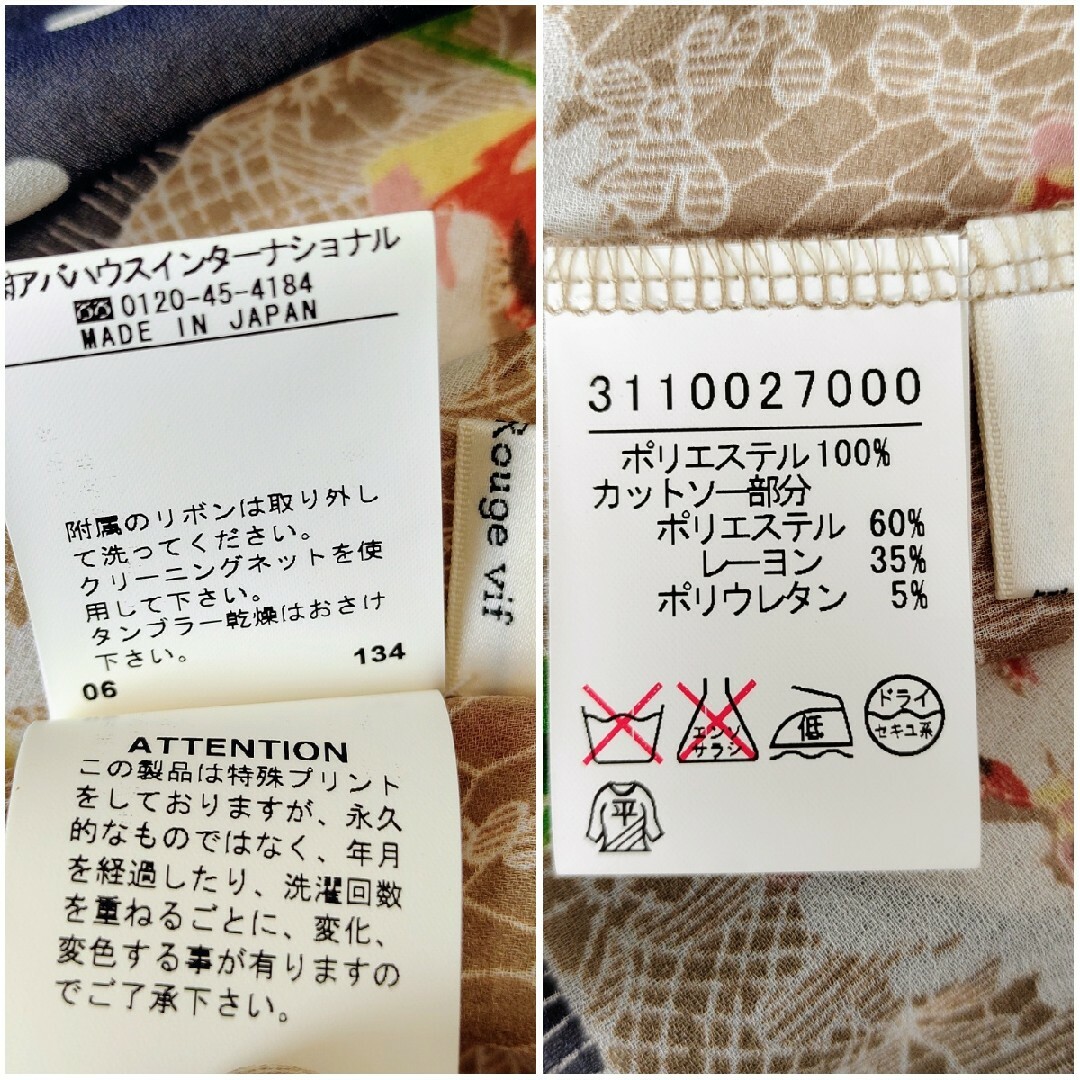 アバハウスインターナショナル
0120-45-4184
MADE IN JAPAN
附属のリボンは取り外し
て洗ってください。
クリーニングネットを使
用して下さい。
タンブラー乾燥はおさけ
下さい。
06 134
Rouge vif
ATTENTION
この製品は特殊プリント
をしておりますが、永久
的なものではなく、年月
を経過したり、洗濯回数
を重ねるごとに、変化、
変色する事が有りますの
でご了承下さい。
3110027000
ポリエステル100%
カットソー部分
ポリエステル 60%
レーヨン 35%
ポリウレタン 5%
エンソ
サラシ
低
ドライ
セキユ系
平